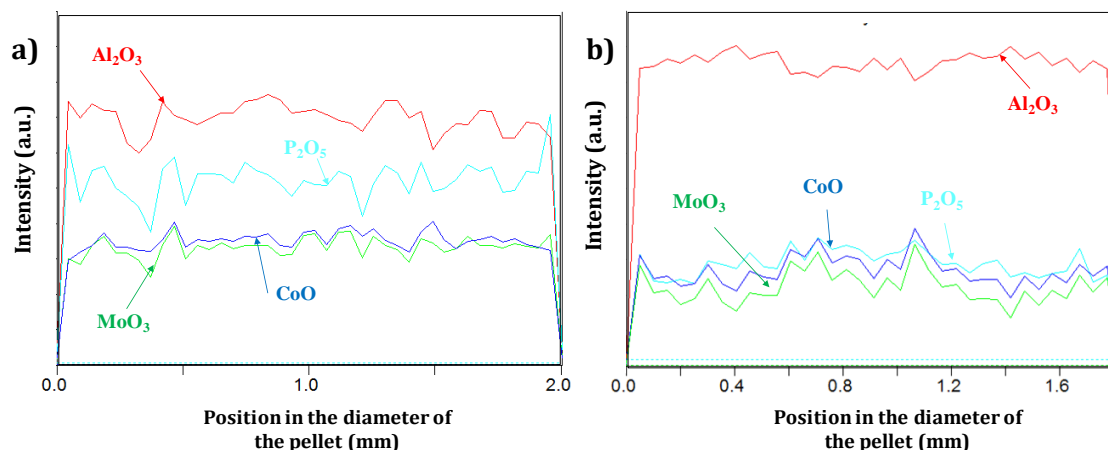 a)
Al₂O₃
P₂O₅
MoO₃
CoO
Intensity (a.u.)
0.0 1.0 2.0
Position in the diameter of
the pellet (mm)
b)
Al₂O₃
CoO
P₂O₅
MoO₃
Intensity (a.u.)
0.0 0.4 0.8 1.2 1.6
Position in the diameter of
the pellet (mm)